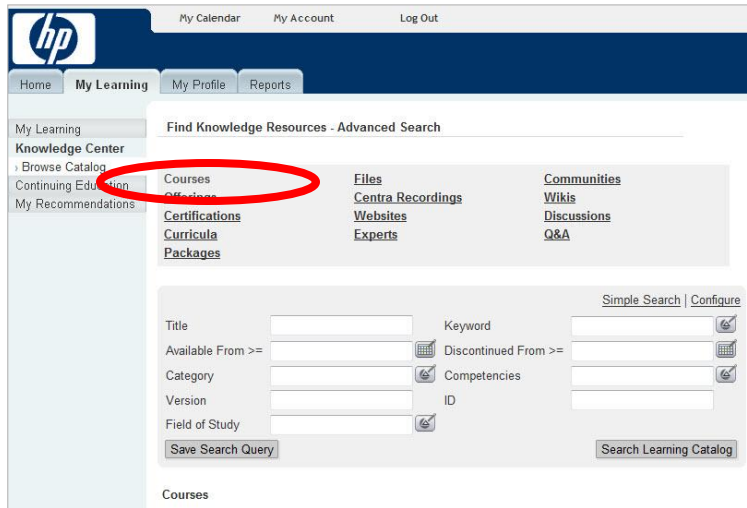 My Calendar My Account Log Out
hp
Home My Learning My Profile Reports
My Learning
Knowledge Center
› Browse Catalog
Continuing Education
My Recommendations
Find Knowledge Resources - Advanced Search
Courses Files Communities
Offerings Centra Recordings Wikis
Certifications Websites Discussions
Curricula Experts Q&A
Packages
Simple Search | Configure
Title Keyword
Available From >= Discontinued From >=
Category Competencies
Version ID
Field of Study
Save Search Query Search Learning Catalog
Courses